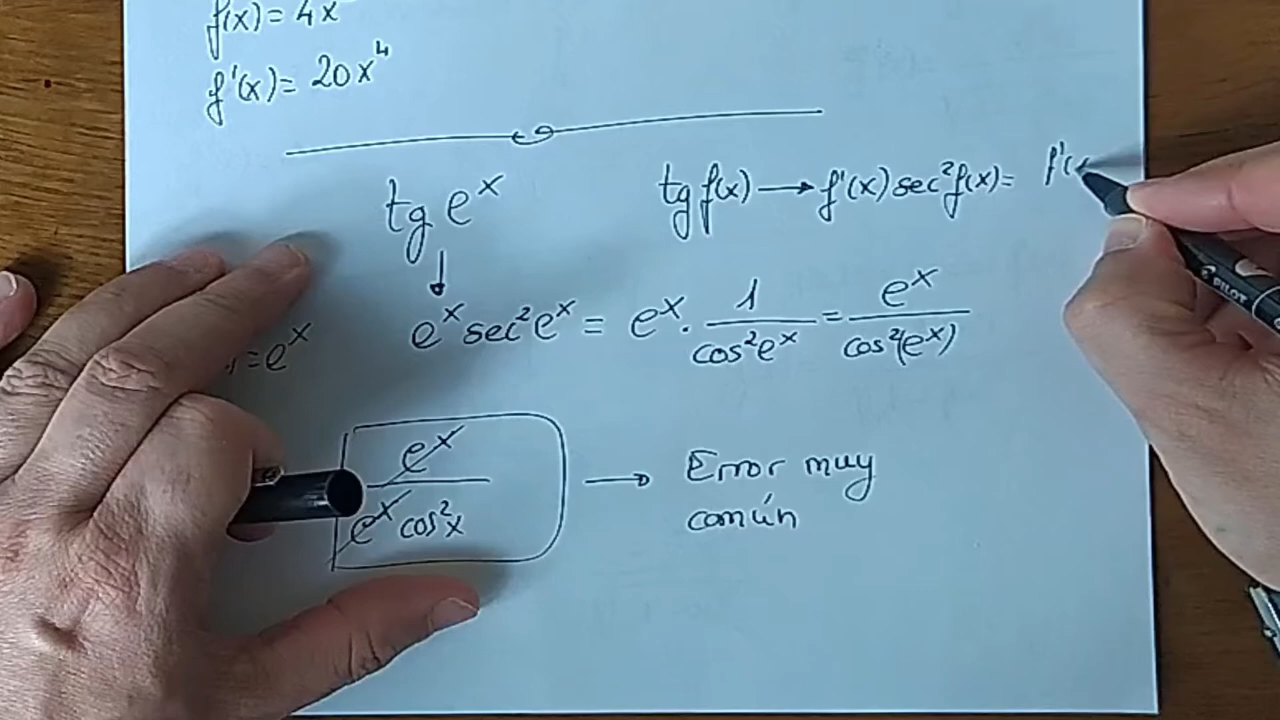 f(x) = 4x
f'(x) = 20x⁴
tg eˣ
tg f(x) → f'(x) sec² f(x) = f'(x
↓
eˣ sec² eˣ = eˣ · 1/cos² eˣ = eˣ/cos²(eˣ)
= eˣ
eˣ/eˣ cos² x → Error muy
común
PILOT